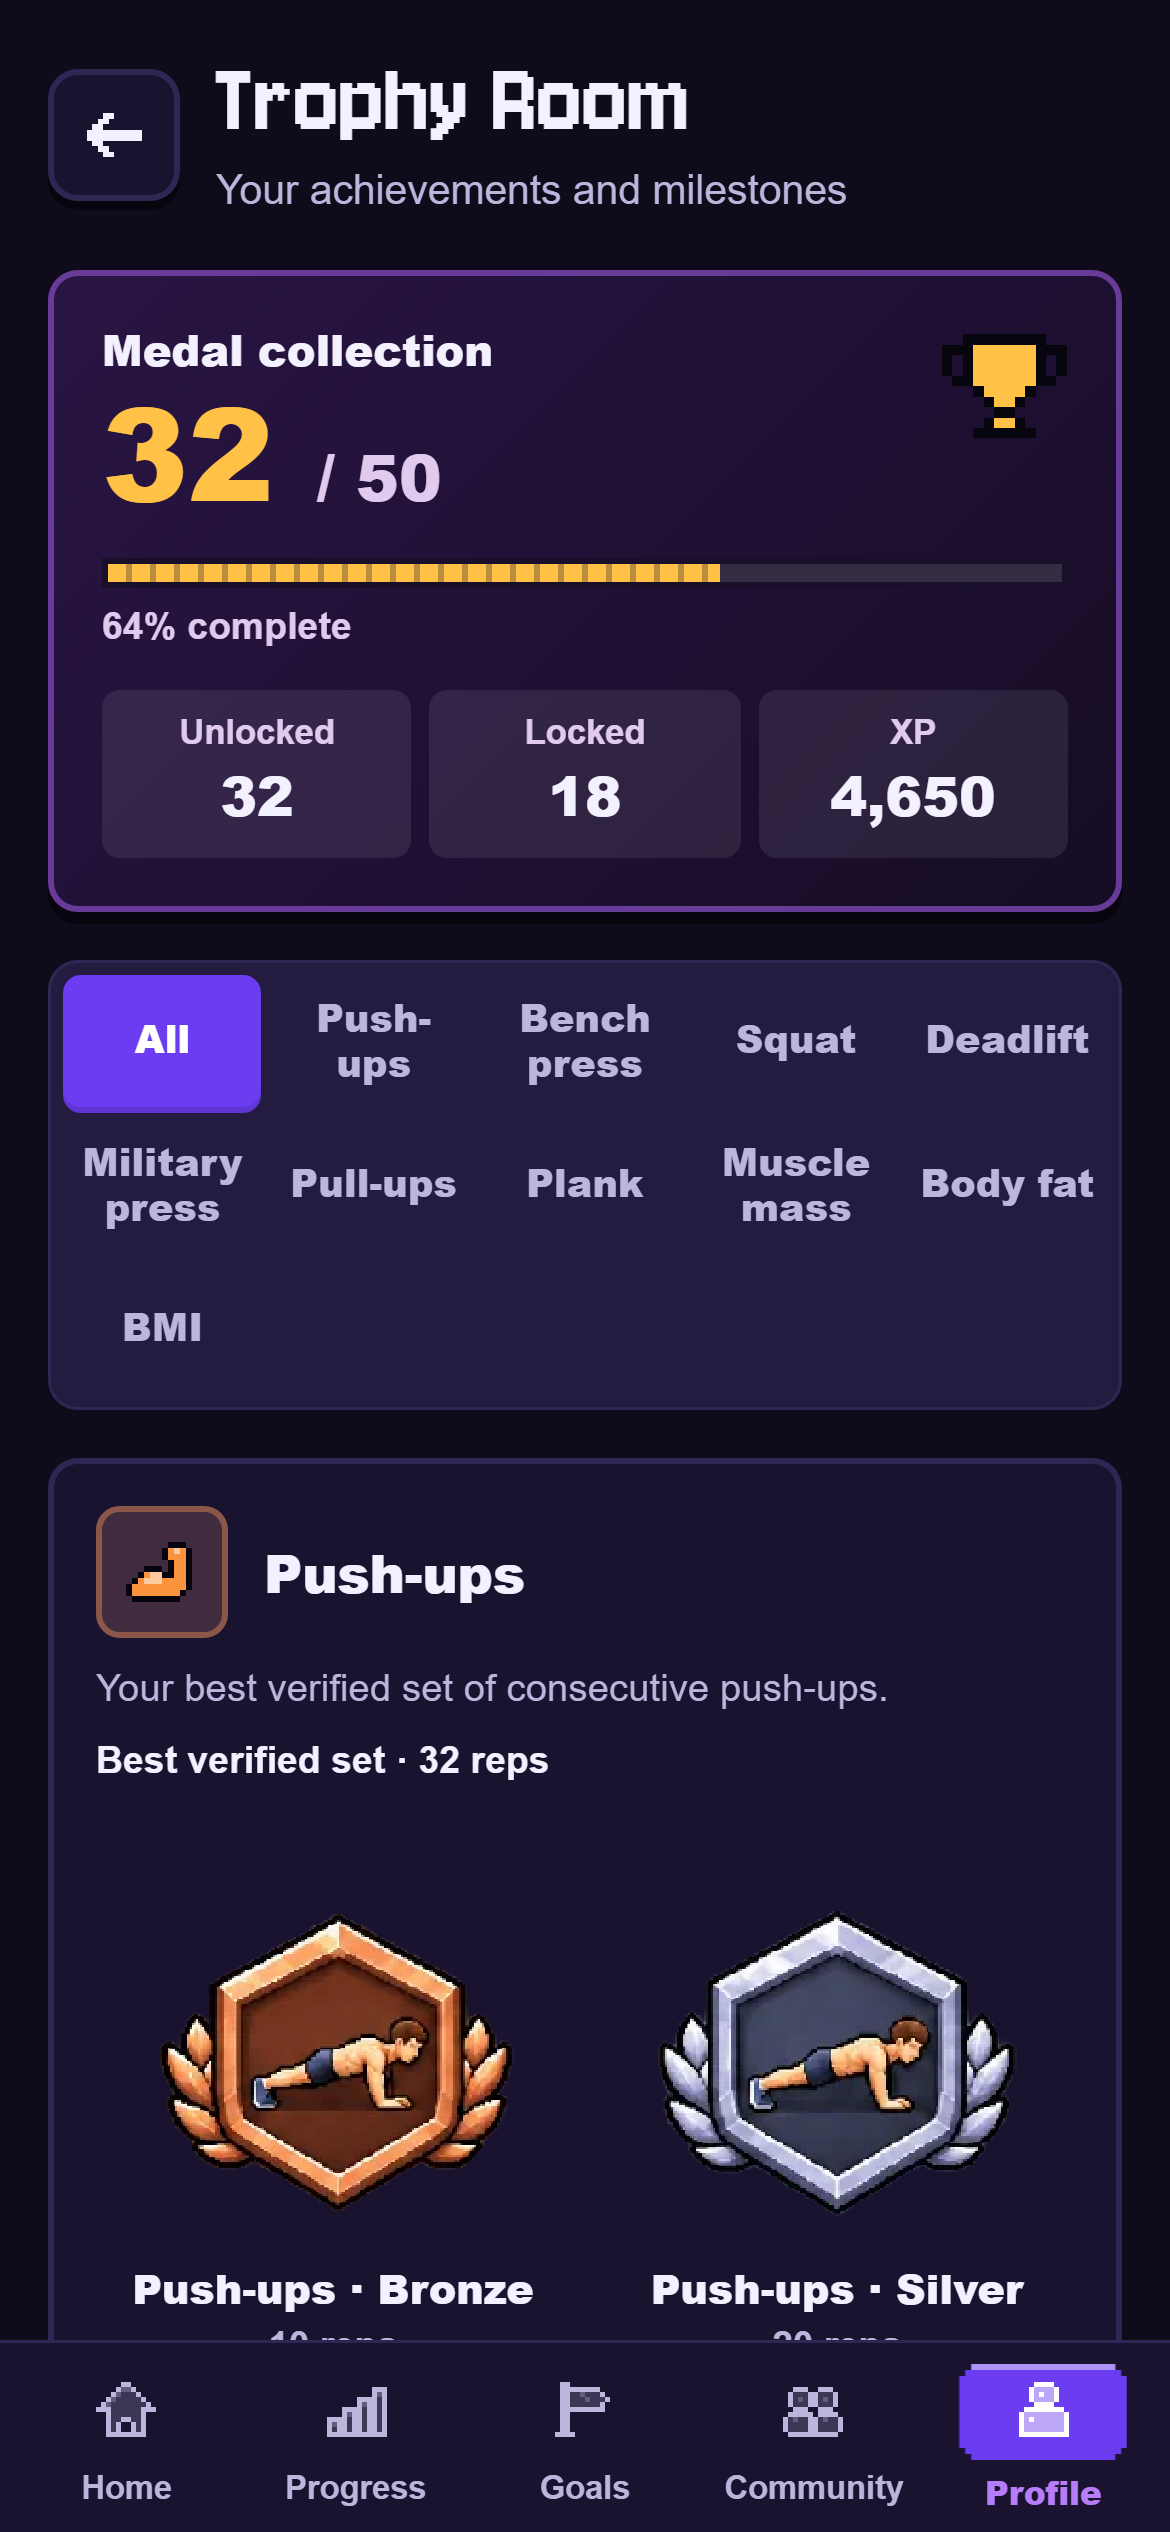 Trophy Room
Your achievements and milestones
Medal collection
32 / 50
64% complete
Unlocked
32
Locked
18
XP
4,650
All
Push-
ups
Bench
press
Squat
Deadlift
Military
press
Pull-ups
Plank
Muscle
mass
Body fat
BMI
Push-ups
Your best verified set of consecutive push-ups.
Best verified set · 32 reps
Push-ups · Bronze
Push-ups · Silver
Home
Progress
Goals
Community
Profile